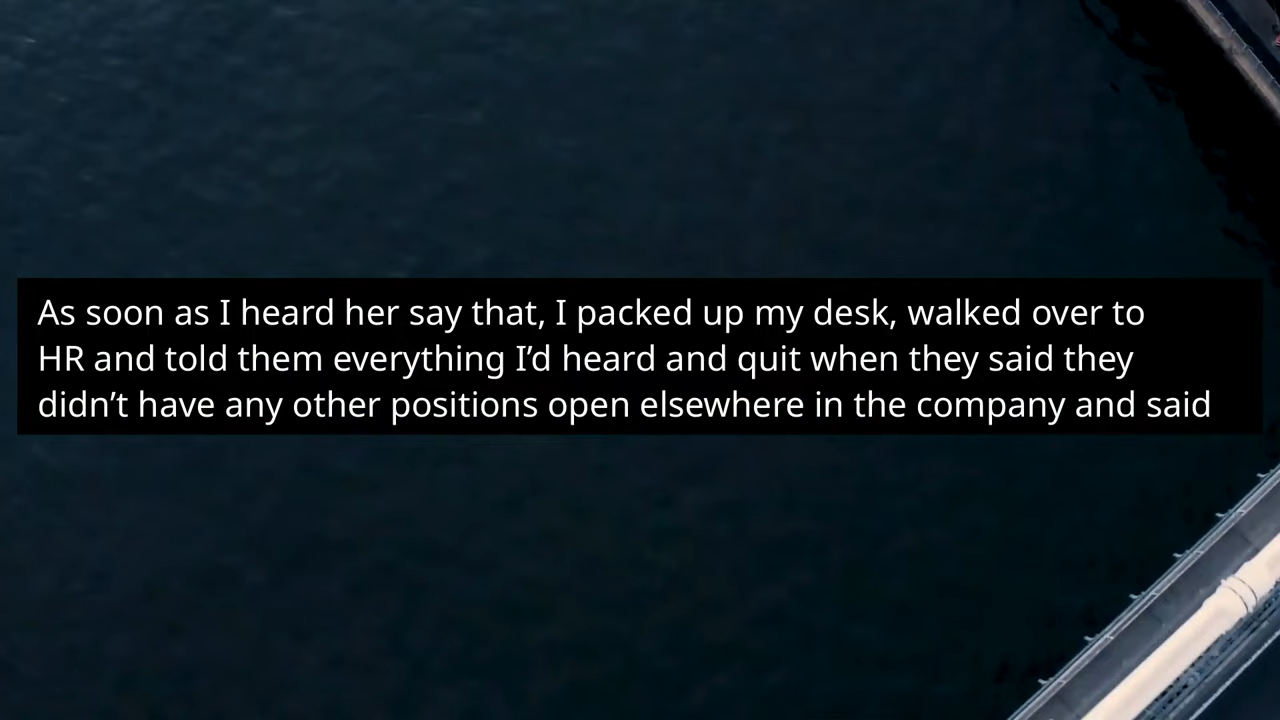 As soon as I heard her say that, I packed up my desk, walked over to
HR and told them everything I’d heard and quit when they said they
didn’t have any other positions open elsewhere in the company and said